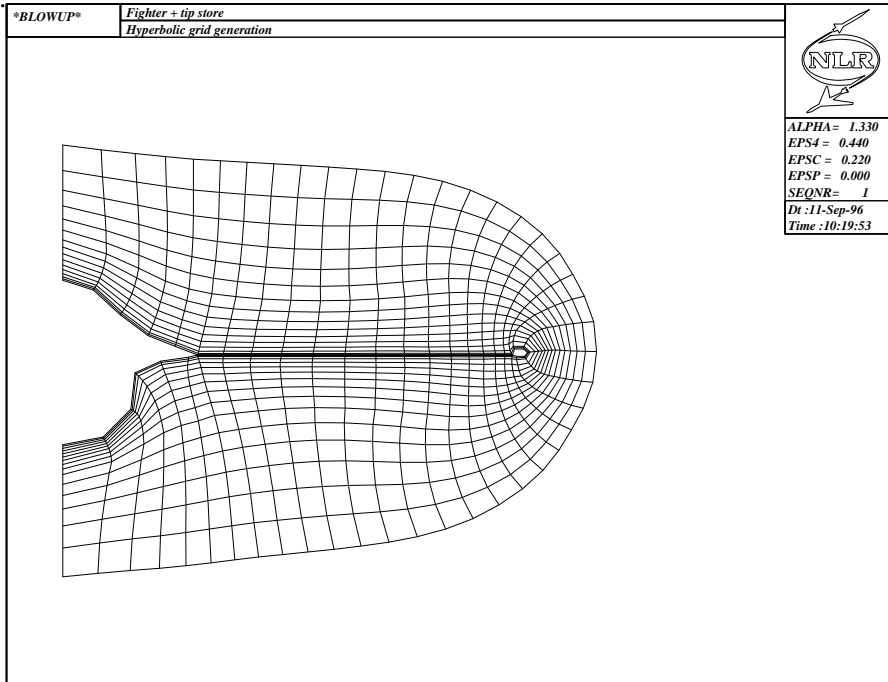 *BLOWUP*
Fighter + tip store
Hyperbolic grid generation
NLR
ALPHA= 1.330
EPS4 = 0.440
EPSC = 0.220
EPSP = 0.000
SEQNR= 1
Dt :11-Sep-96
Time :10:19:53